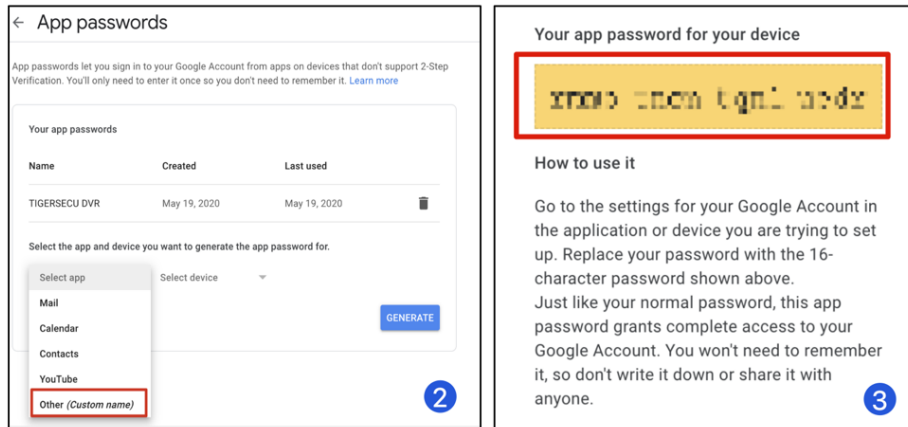 ← App passwords
App passwords let you sign in to your Google Account from apps on devices that don't support 2-Step
Verification. You'll only need to enter it once so you don't need to remember it. Learn more
Your app passwords
Name Created Last used
TIGERSECU DVR May 19, 2020 May 19, 2020
Select the app and device you want to generate the app password for.
Select app Select device
Mail
Calendar
GENERATE
Contacts
YouTube
Other (Custom name)
2
Your app password for your device
How to use it
Go to the settings for your Google Account in
the application or device you are trying to set
up. Replace your password with the 16-
character password shown above.
Just like your normal password, this app
password grants complete access to your
Google Account. You won't need to remember
it, so don't write it down or share it with
anyone.
3